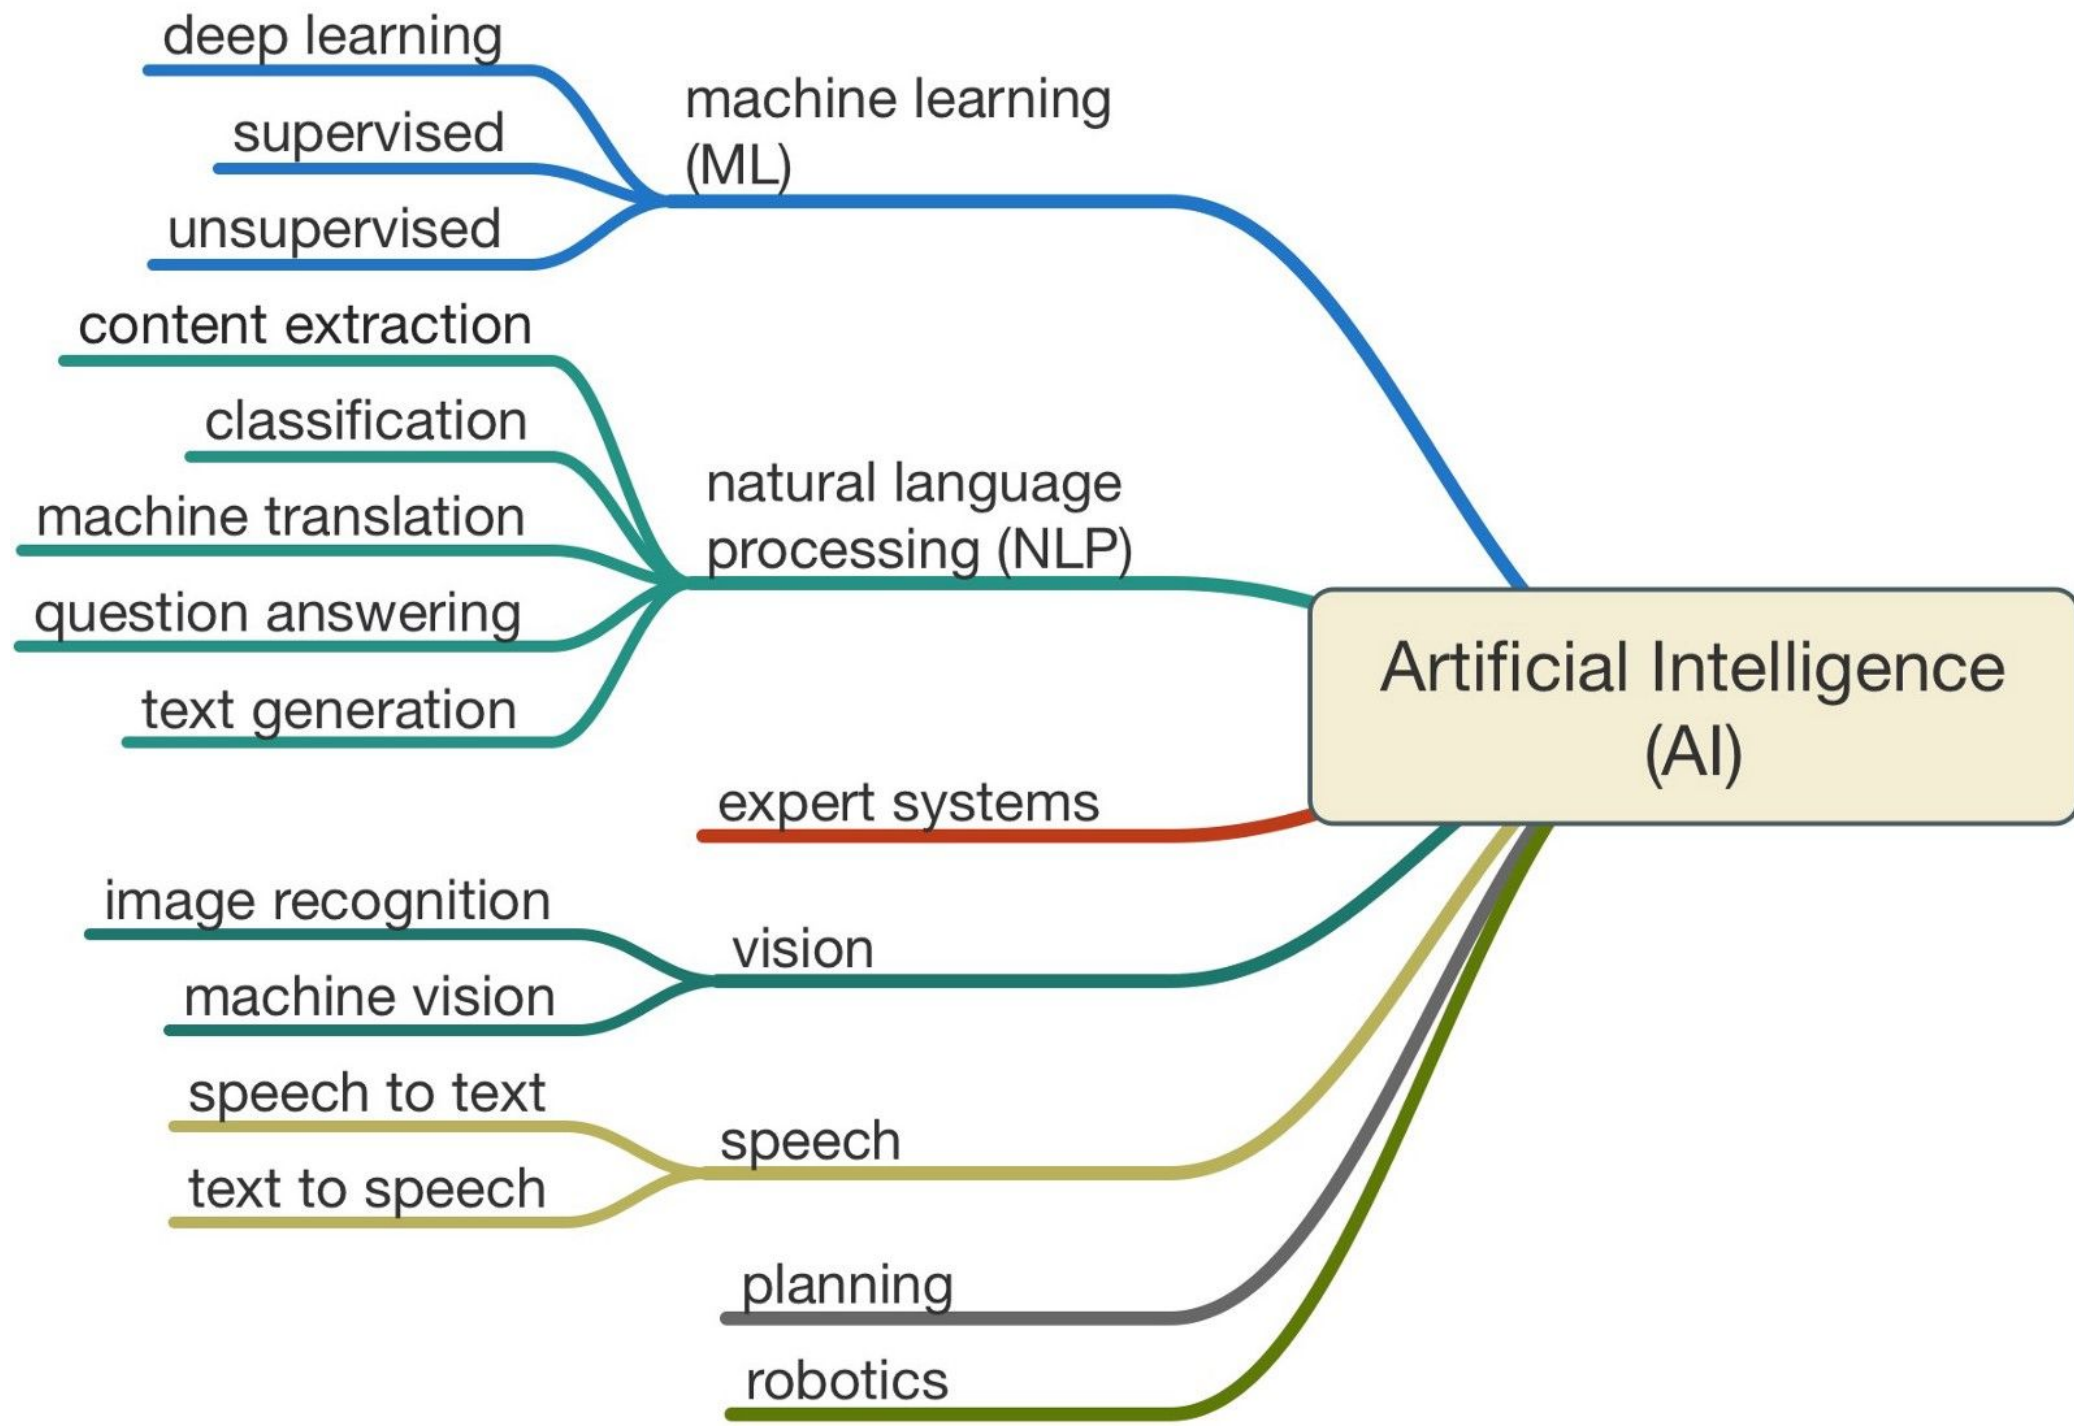 deep learning
supervised
unsupervised
machine learning
(ML)
content extraction
classification
machine translation
question answering
text generation
natural language
processing (NLP)
expert systems
image recognition
machine vision
vision
speech to text
text to speech
speech
planning
robotics
Artificial Intelligence
(AI)